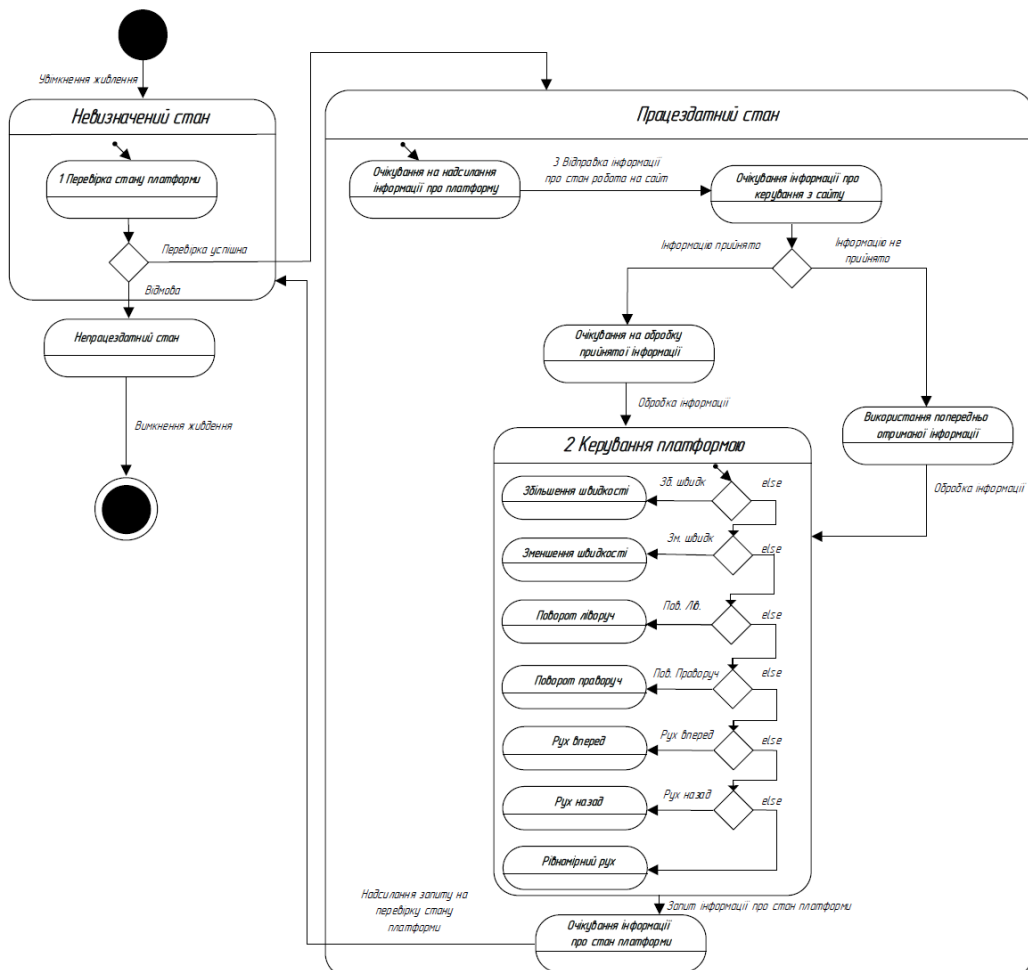 Увімкнення живлення
Невизначений стан
1 Перевірка стану платформи
Перевірка успішна
Відмова
Непрацездатний стан
Вимкнення живдення
Працездатний стан
Очікування на надсилання
інформації про платформу
3 Відправка інформації
про стан робота на сайт
Очікування інформації про
керування з сайту
Інформацію прийнято
Інформацію не
прийнято
Очікування на обробку
прийнятої інформації
Обробка інформації
Використання попередньо
отриманої інформації
Обробка інформації
2 Керування платформою
Збільшення швидкості
Зб. швидк
else
Зменшення швидкості
Зм. швидк
else
Поворот ліворуч
Пов. Лів.
else
Поворот праворуч
Пов. Праворуч
else
Рух вперед
Рух вперед
else
Рух назад
Рух назад
else
Рівномірний рух
Надсилання запиту на
перевірку стану
платформи
Запит інформації про стан платформи
Очікування інформації
про стан платформи